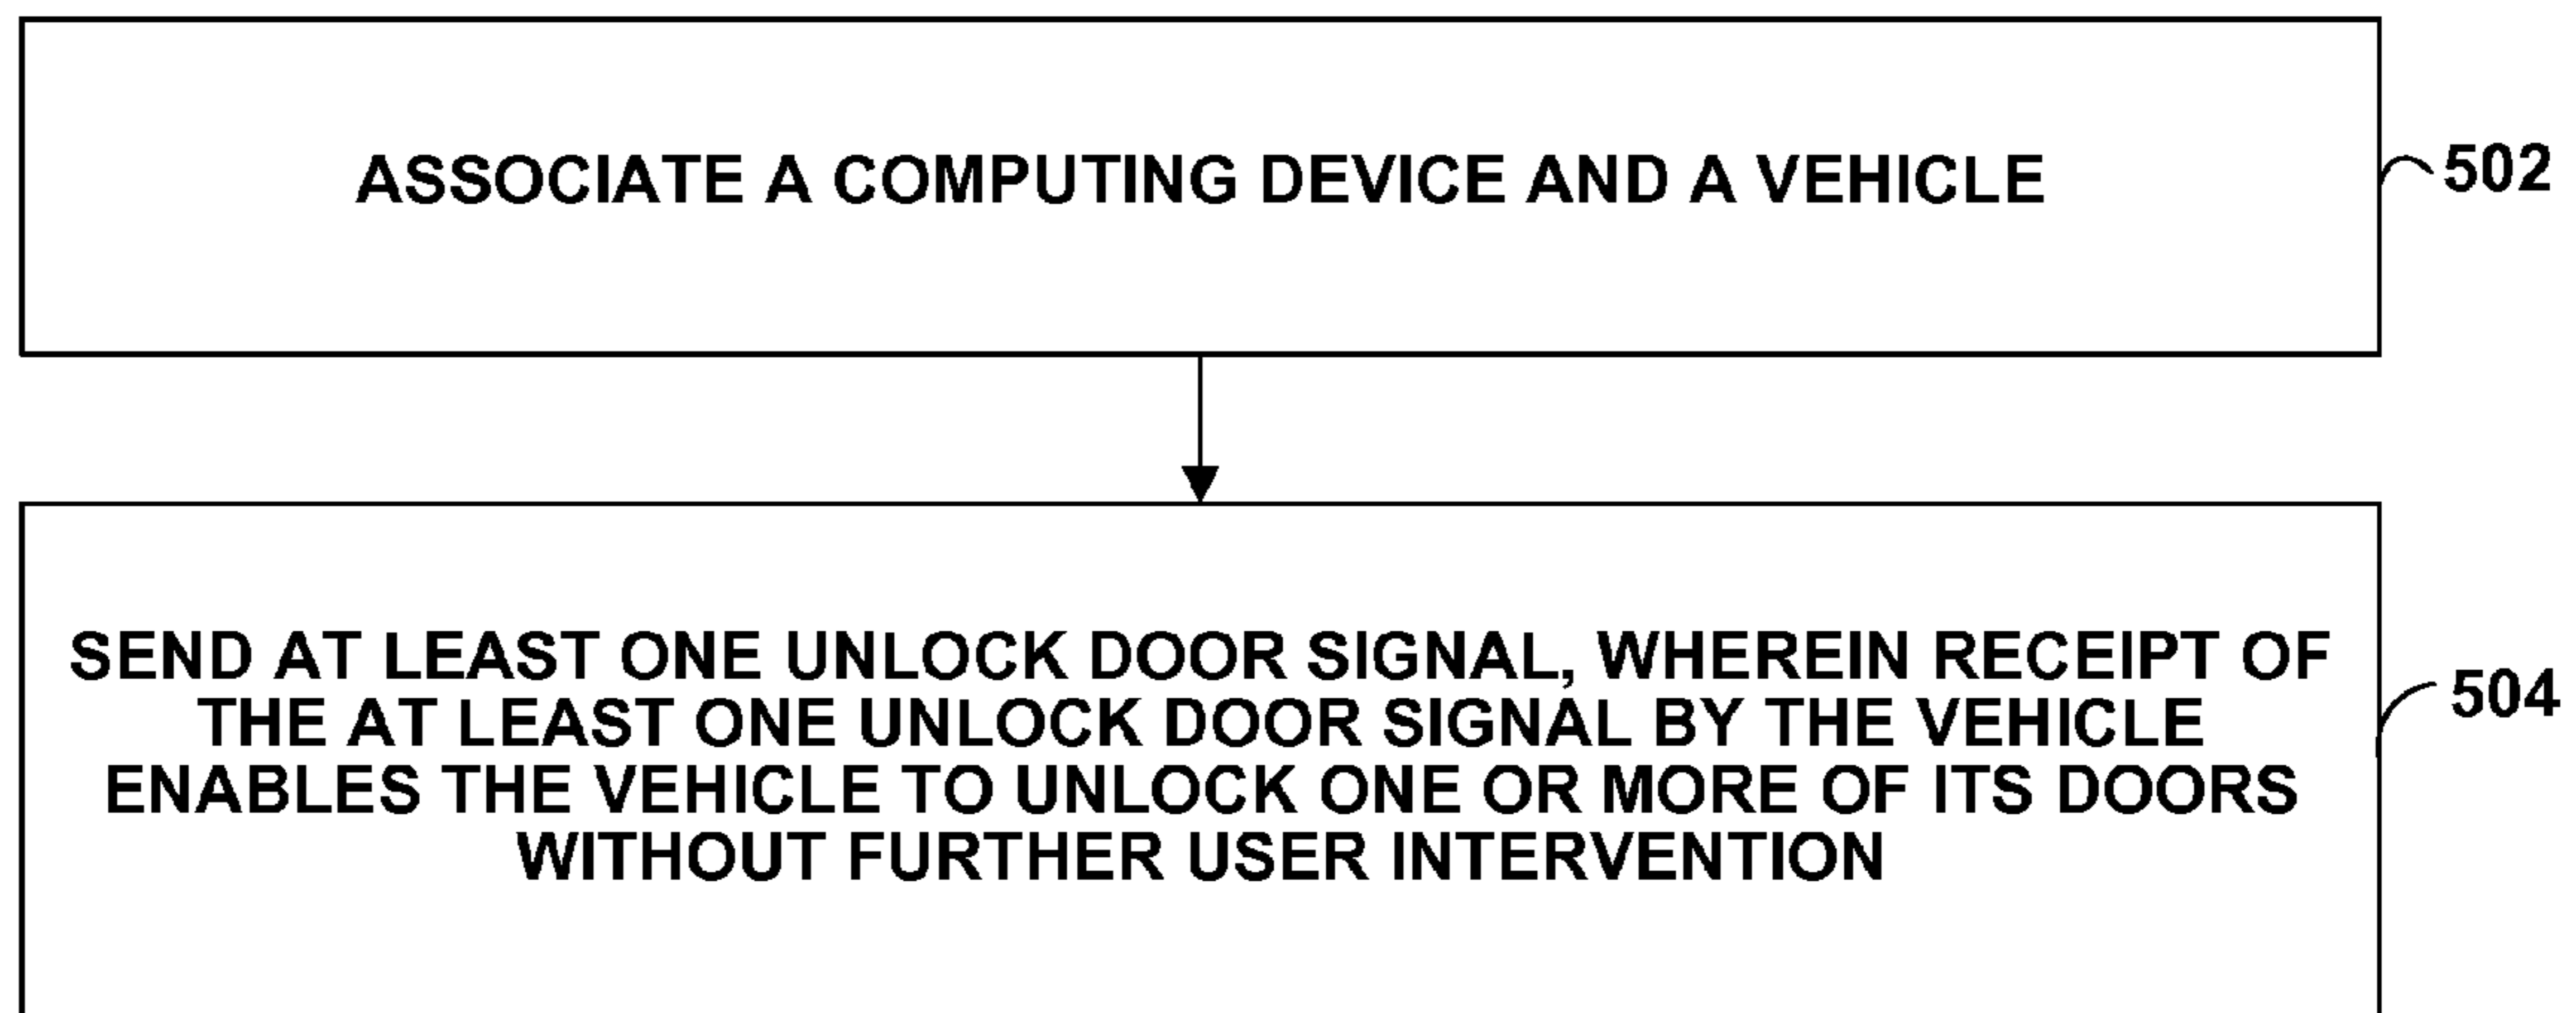 ASSOCIATE A COMPUTING DEVICE AND A VEHICLE
502
SEND AT LEAST ONE UNLOCK DOOR SIGNAL, WHEREIN RECEIPT OF
THE AT LEAST ONE UNLOCK DOOR SIGNAL BY THE VEHICLE
ENABLES THE VEHICLE TO UNLOCK ONE OR MORE OF ITS DOORS
WITHOUT FURTHER USER INTERVENTION
504